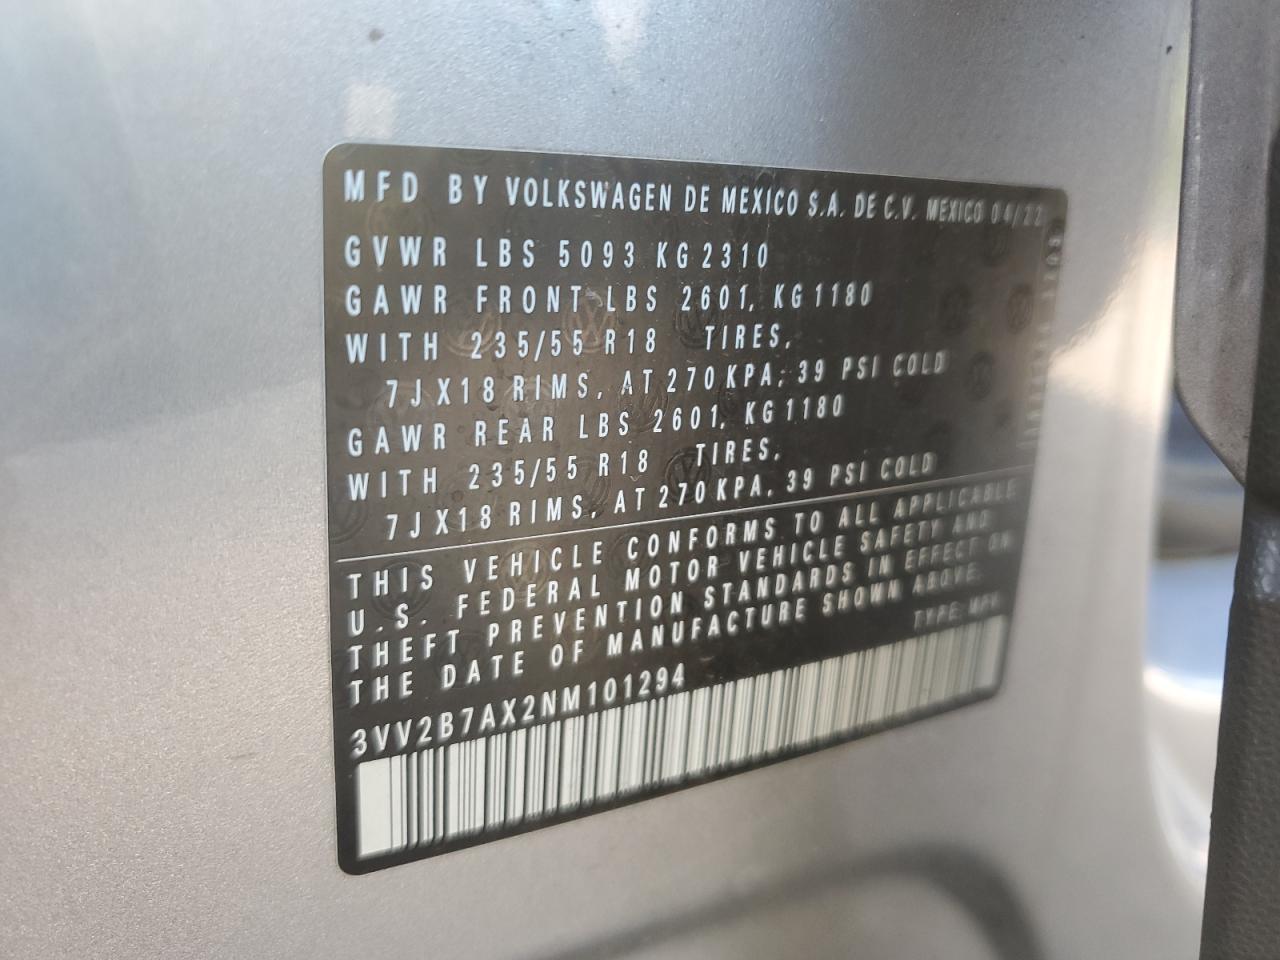 MFD BY VOLKSWAGEN DE MEXICO S.A. DE C.V. MEXICO 04/22
GVWR LBS 5093 KG 2310
GAWR FRONT LBS 2601, KG 1180
WITH 235/55 R18 TIRES,
7JX18 RIMS, AT 270 KPA; 39 PSI COLD
GAWR REAR LBS 2601, KG 1180
WITH 235/55 R18 TIRES,
7JX18 RIMS, AT 270 KPA, 39 PSI COLD
THIS VEHICLE CONFORMS TO ALL APPLICABLE
U.S. FEDERAL MOTOR VEHICLE SAFETY AND
THEFT PREVENTION STANDARDS IN EFFECT ON
THE DATE OF MANUFACTURE SHOWN ABOVE.
TYPE: MPV
3VV2B7AX2NM101294